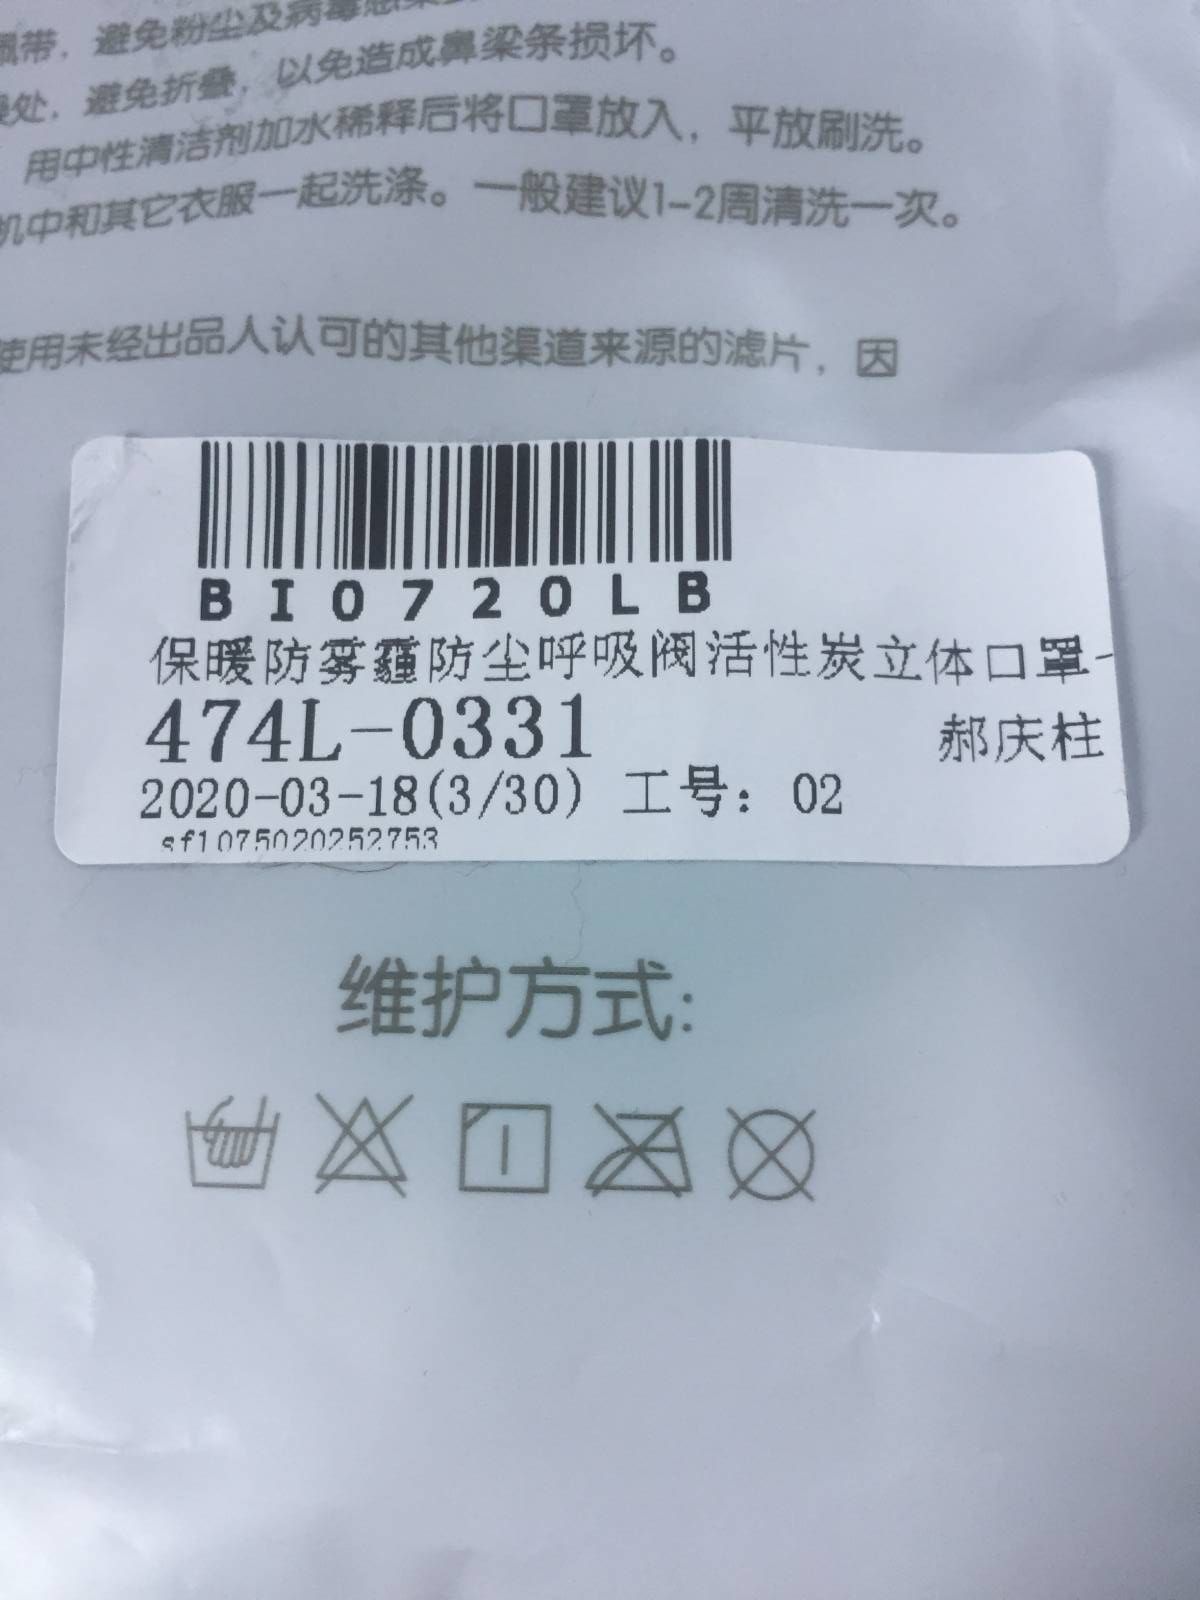 佩带，避免粉尘及病毒感染
处，避免折叠，以免造成鼻梁条损坏。
用中性清洁剂加水稀释后将口罩放入，平放刷洗。
机中和其它衣服一起洗涤。一般建议1-2周清洗一次。
使用未经出品人认可的其他渠道来源的滤片，因
BI0720LB
保暖防雾霾防尘呼吸阀活性炭立体口罩-
474L-0331 郝庆柱
2020-03-18(3/30) 工号：02
sf1075020252753
维护方式: